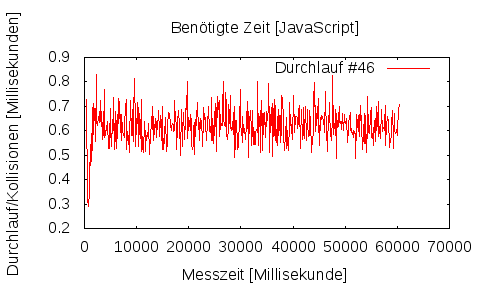 Benötigte Zeit [JavaScript]
Durchlauf/Kollisionen [Millisekunden]
Durchlauf #46
0.9
0.8
0.7
0.6
0.5
0.4
0.3
0.2
0 10000 20000 30000 40000 50000 60000 70000
Messzeit [Millisekunde]